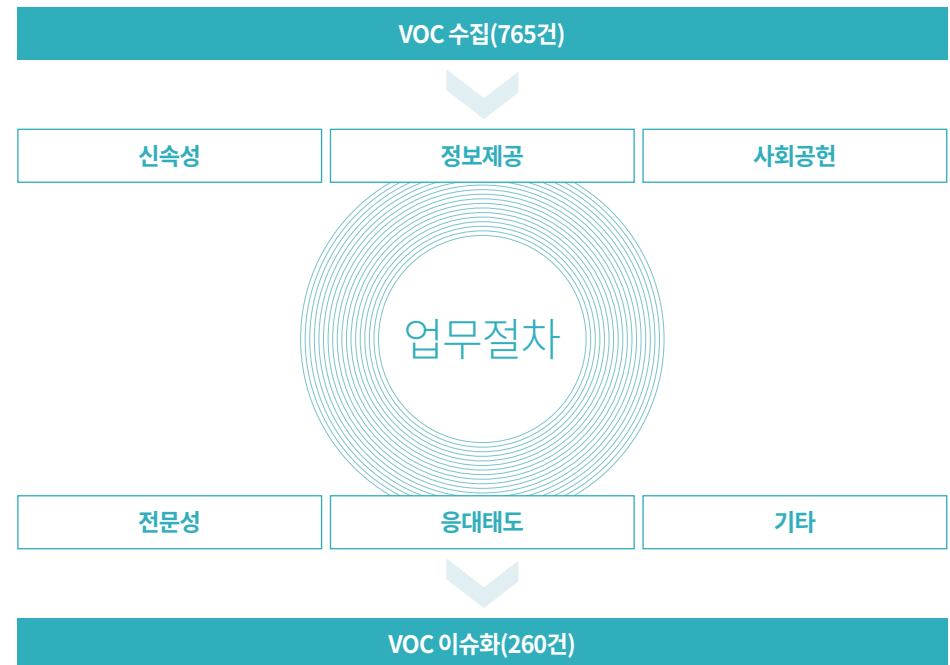 VOC 수집(765건)
신속성
정보제공
사회공헌
업무절차
전문성
응대태도
기타
VOC 이슈화(260건)